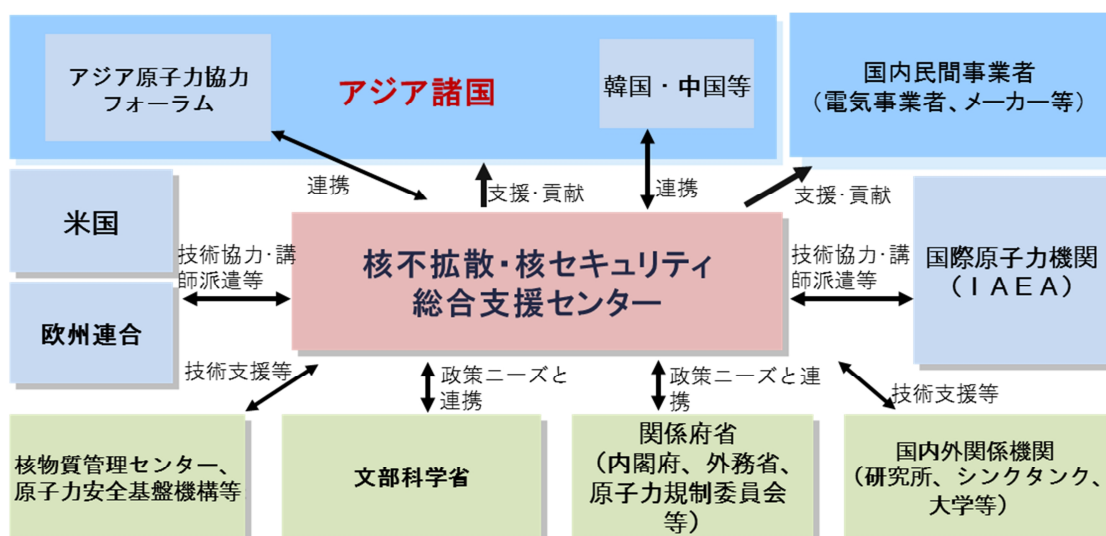 アジア原子力協力
フォーラム
アジア諸国
韓国・中国等
国内民間事業者
（電気事業者、メーカー等）
連携
支援・貢献
連携
支援・貢献
米国
欧州連合
技術協力・講
師派遣等
核不拡散・核セキュリティ
総合支援センター
技術協力・講
師派遣等
国際原子力機関
（ＩＡＥＡ）
技術支援等
政策ニーズと
連携
政策ニーズと連
携
技術支援等
核物質管理センター、
原子力安全基盤機構等
文部科学省
関係府省
（内閣府、外務省、
原子力規制委員会
等）
国内外関係機関
（研究所、シンクタンク、
大学等）